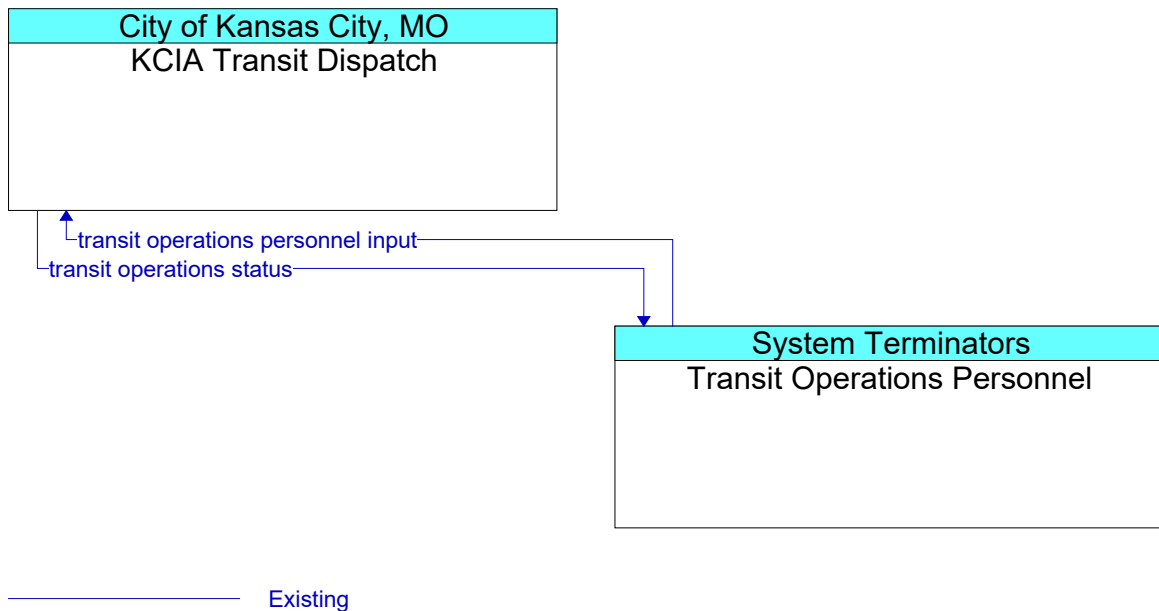 City of Kansas City, MO
KCIA Transit Dispatch
transit operations personnel input
transit operations status
System Terminators
Transit Operations Personnel
Existing